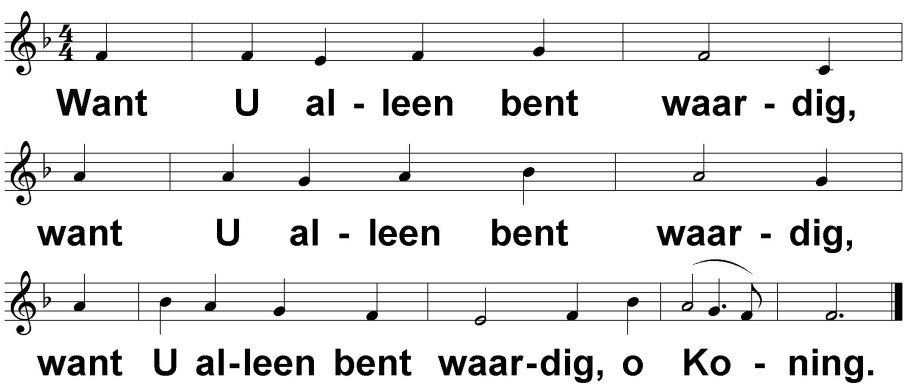 Want U al - leen bent waar - dig,
want U al - leen bent waar - dig,
want U al-leen bent waar-dig, o Ko - ning.